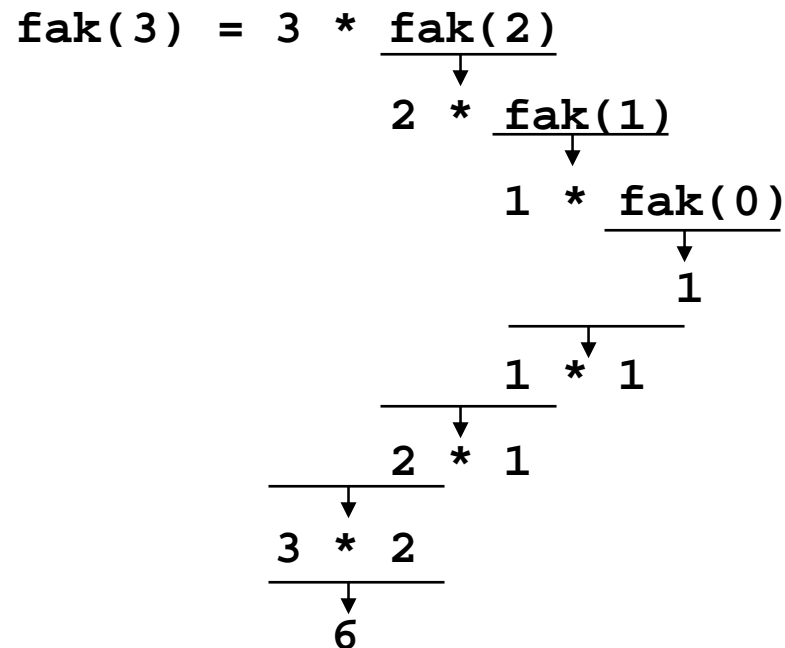 fak(3) = 3 * fak(2)
2 * fak(1)
1 * fak(0)
1
1 * 1
2 * 1
3 * 2
6